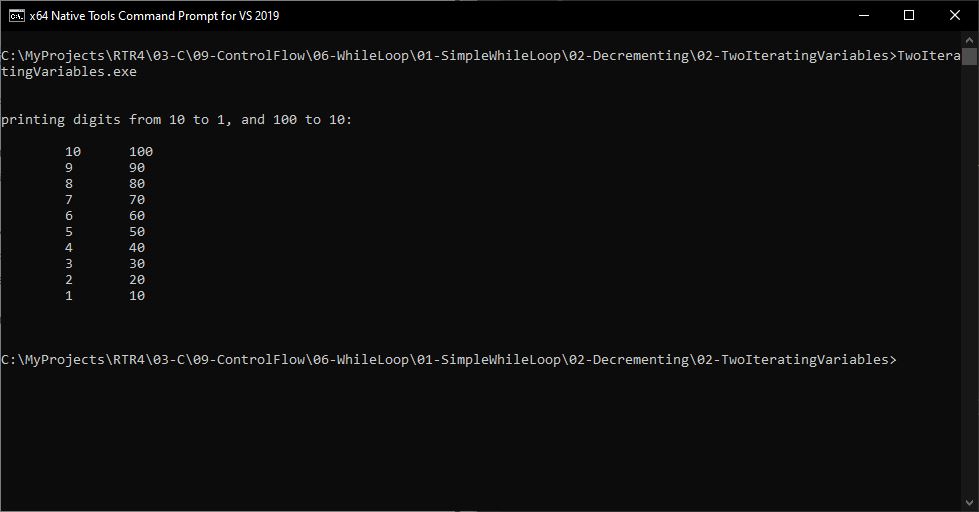 x64 Native Tools Command Prompt for VS 2019
C:\MyProjects\RTR4\03-C\09-ControlFlow\06-WhileLoop\01-SimpleWhileLoop\02-Decrementing\02-TwoIteratingVariables>TwoItera
tingVariables.exe
printing digits from 10 to 1, and 100 to 10:
10 100
9 90
8 80
7 70
6 60
5 50
4 40
3 30
2 20
1 10
C:\MyProjects\RTR4\03-C\09-ControlFlow\06-WhileLoop\01-SimpleWhileLoop\02-Decrementing\02-TwoIteratingVariables>